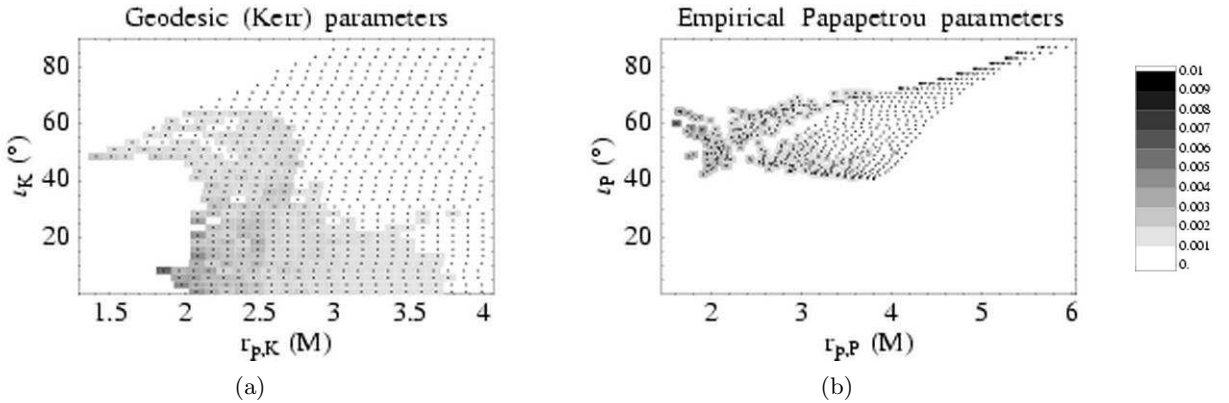 Geodesic (Kerr) parameters
80
60
40
20
ι_K (°)
1.5 2 2.5 3 3.5 4
r_p,K (M)
(a)
Empirical Papapetrou parameters
80
60
40
20
ι_P (°)
2 3 4 5 6
r_p,P (M)
(b)
0.01
0.009
0.008
0.007
0.006
0.005
0.004
0.003
0.002
0.001
0.